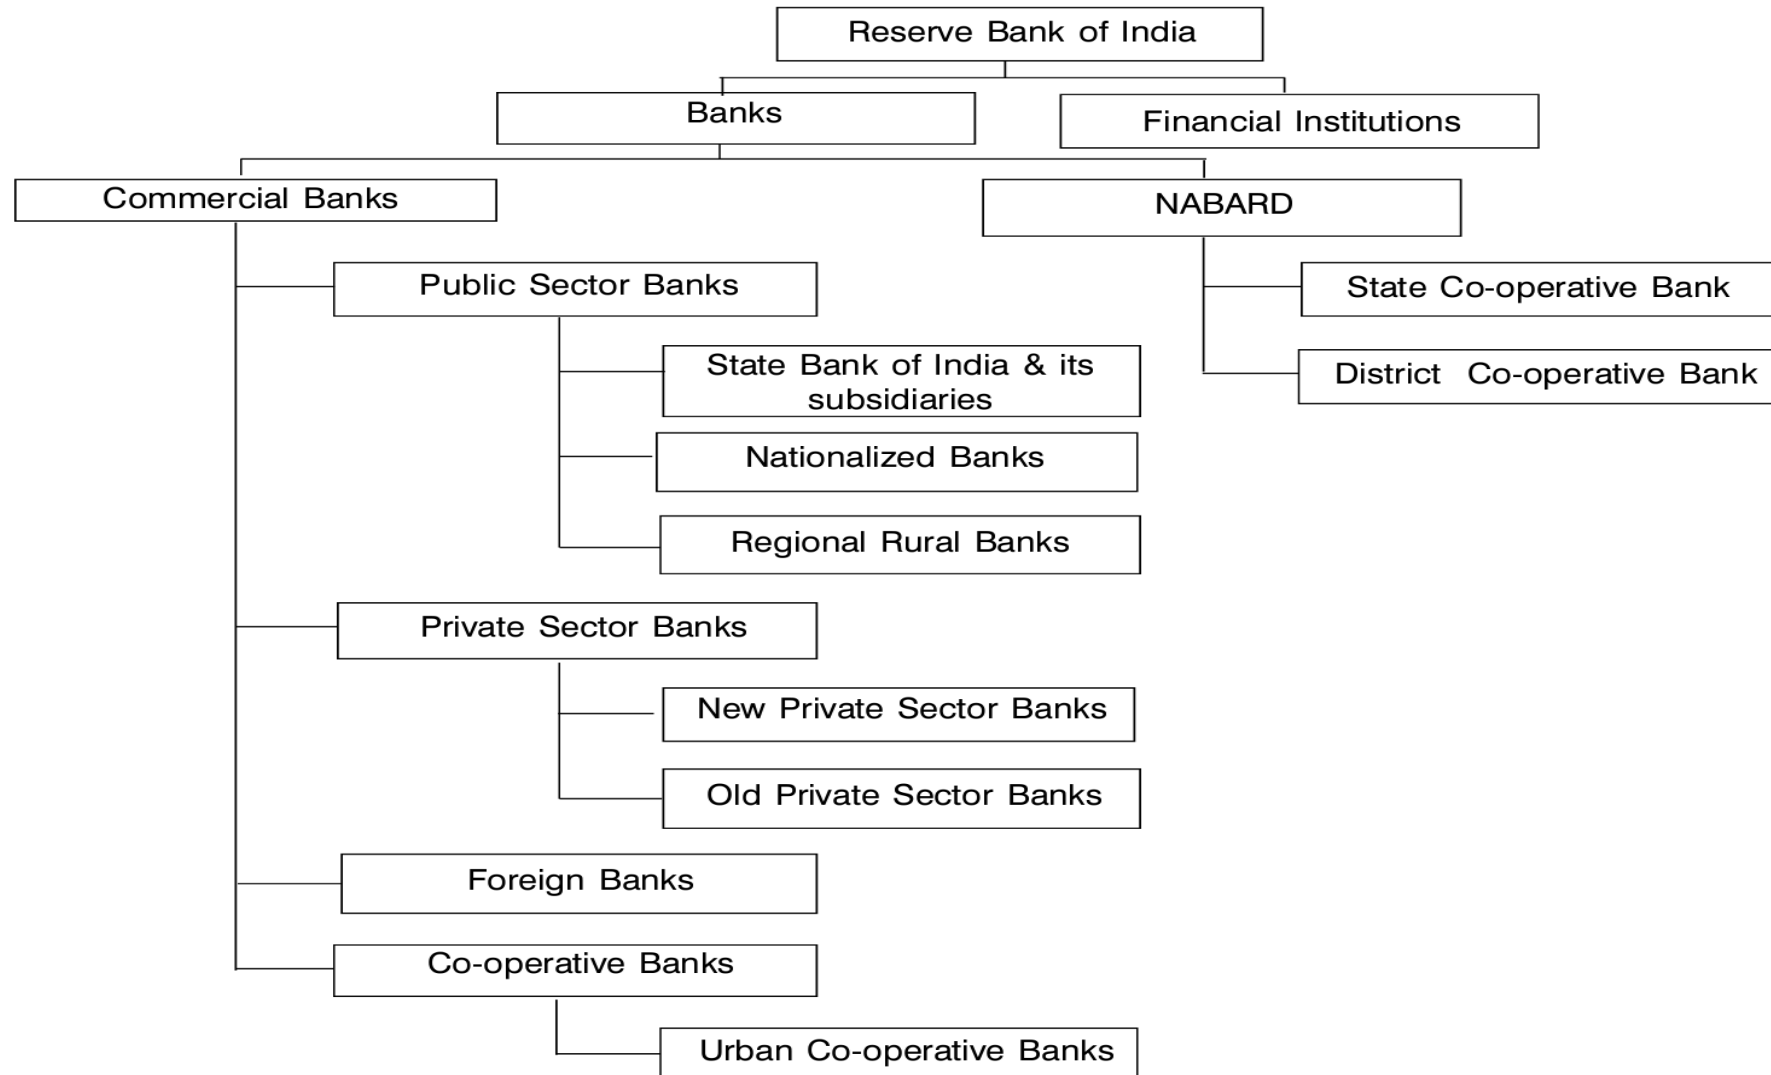 Reserve Bank of India
Banks
Financial Institutions
Commercial Banks
NABARD
Public Sector Banks
State Co-operative Bank
State Bank of India & its
subsidiaries
District Co-operative Bank
Nationalized Banks
Regional Rural Banks
Private Sector Banks
New Private Sector Banks
Old Private Sector Banks
Foreign Banks
Co-operative Banks
Urban Co-operative Banks